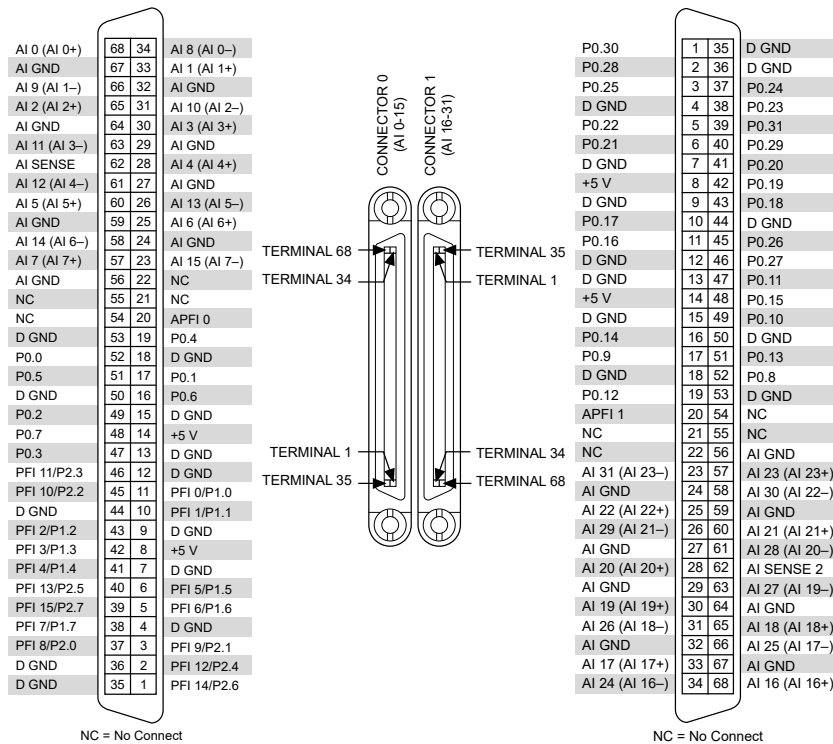 AI 0 (AI 0+) 68 34 AI 8 (AI 0–)
AI GND 67 33 AI 1 (AI 1+)
AI 9 (AI 1–) 66 32 AI GND
AI 2 (AI 2+) 65 31 AI 10 (AI 2–)
AI GND 64 30 AI 3 (AI 3+)
AI 11 (AI 3–) 63 29 AI GND
AI SENSE 62 28 AI 4 (AI 4+)
AI 12 (AI 4–) 61 27 AI GND
AI 5 (AI 5+) 60 26 AI 13 (AI 5–)
AI GND 59 25 AI 6 (AI 6+)
AI 14 (AI 6–) 58 24 AI GND
AI 7 (AI 7+) 57 23 AI 15 (AI 7–)
AI GND 56 22 NC
NC 55 21 NC
NC 54 20 APFI 0
D GND 53 19 P0.4
P0.0 52 18 D GND
P0.5 51 17 P0.1
D GND 50 16 P0.6
P0.2 49 15 D GND
P0.7 48 14 +5 V
P0.3 47 13 D GND
PFI 11/P2.3 46 12 D GND
PFI 10/P2.2 45 11 PFI 0/P1.0
D GND 44 10 PFI 1/P1.1
PFI 2/P1.2 43 9 D GND
PFI 3/P1.3 42 8 +5 V
PFI 4/P1.4 41 7 D GND
PFI 13/P2.5 40 6 PFI 5/P1.5
PFI 15/P2.7 39 5 PFI 6/P1.6
PFI 7/P1.7 38 4 D GND
PFI 8/P2.0 37 3 PFI 9/P2.1
D GND 36 2 PFI 12/P2.4
D GND 35 1 PFI 14/P2.6
NC = No Connect
CONNECTOR 0
(AI 0-15)
CONNECTOR 1
(AI 16-31)
TERMINAL 68
TERMINAL 34
TERMINAL 35
TERMINAL 1
TERMINAL 1
TERMINAL 35
TERMINAL 34
TERMINAL 68
P0.30 1 35 D GND
P0.28 2 36 D GND
P0.25 3 37 P0.24
D GND 4 38 P0.23
P0.22 5 39 P0.31
P0.21 6 40 P0.29
D GND 7 41 P0.20
+5 V 8 42 P0.19
D GND 9 43 P0.18
P0.17 10 44 D GND
P0.16 11 45 P0.26
D GND 12 46 P0.27
D GND 13 47 P0.11
+5 V 14 48 P0.15
D GND 15 49 P0.10
P0.14 16 50 D GND
P0.9 17 51 P0.13
D GND 18 52 P0.8
P0.12 19 53 D GND
APFI 1 20 54 NC
NC 21 55 NC
NC 22 56 AI GND
AI 31 (AI 23–) 23 57 AI 23 (AI 23+)
AI GND 24 58 AI 30 (AI 22–)
AI 22 (AI 22+) 25 59 AI GND
AI 29 (AI 21–) 26 60 AI 21 (AI 21+)
AI GND 27 61 AI 28 (AI 20–)
AI 20 (AI 20+) 28 62 AI SENSE 2
AI GND 29 63 AI 27 (AI 19–)
AI 19 (AI 19+) 30 64 AI GND
AI 26 (AI 18–) 31 65 AI 18 (AI 18+)
AI GND 32 66 AI 25 (AI 17–)
AI 17 (AI 17+) 33 67 AI GND
AI 24 (AI 16–) 34 68 AI 16 (AI 16+)
NC = No Connect